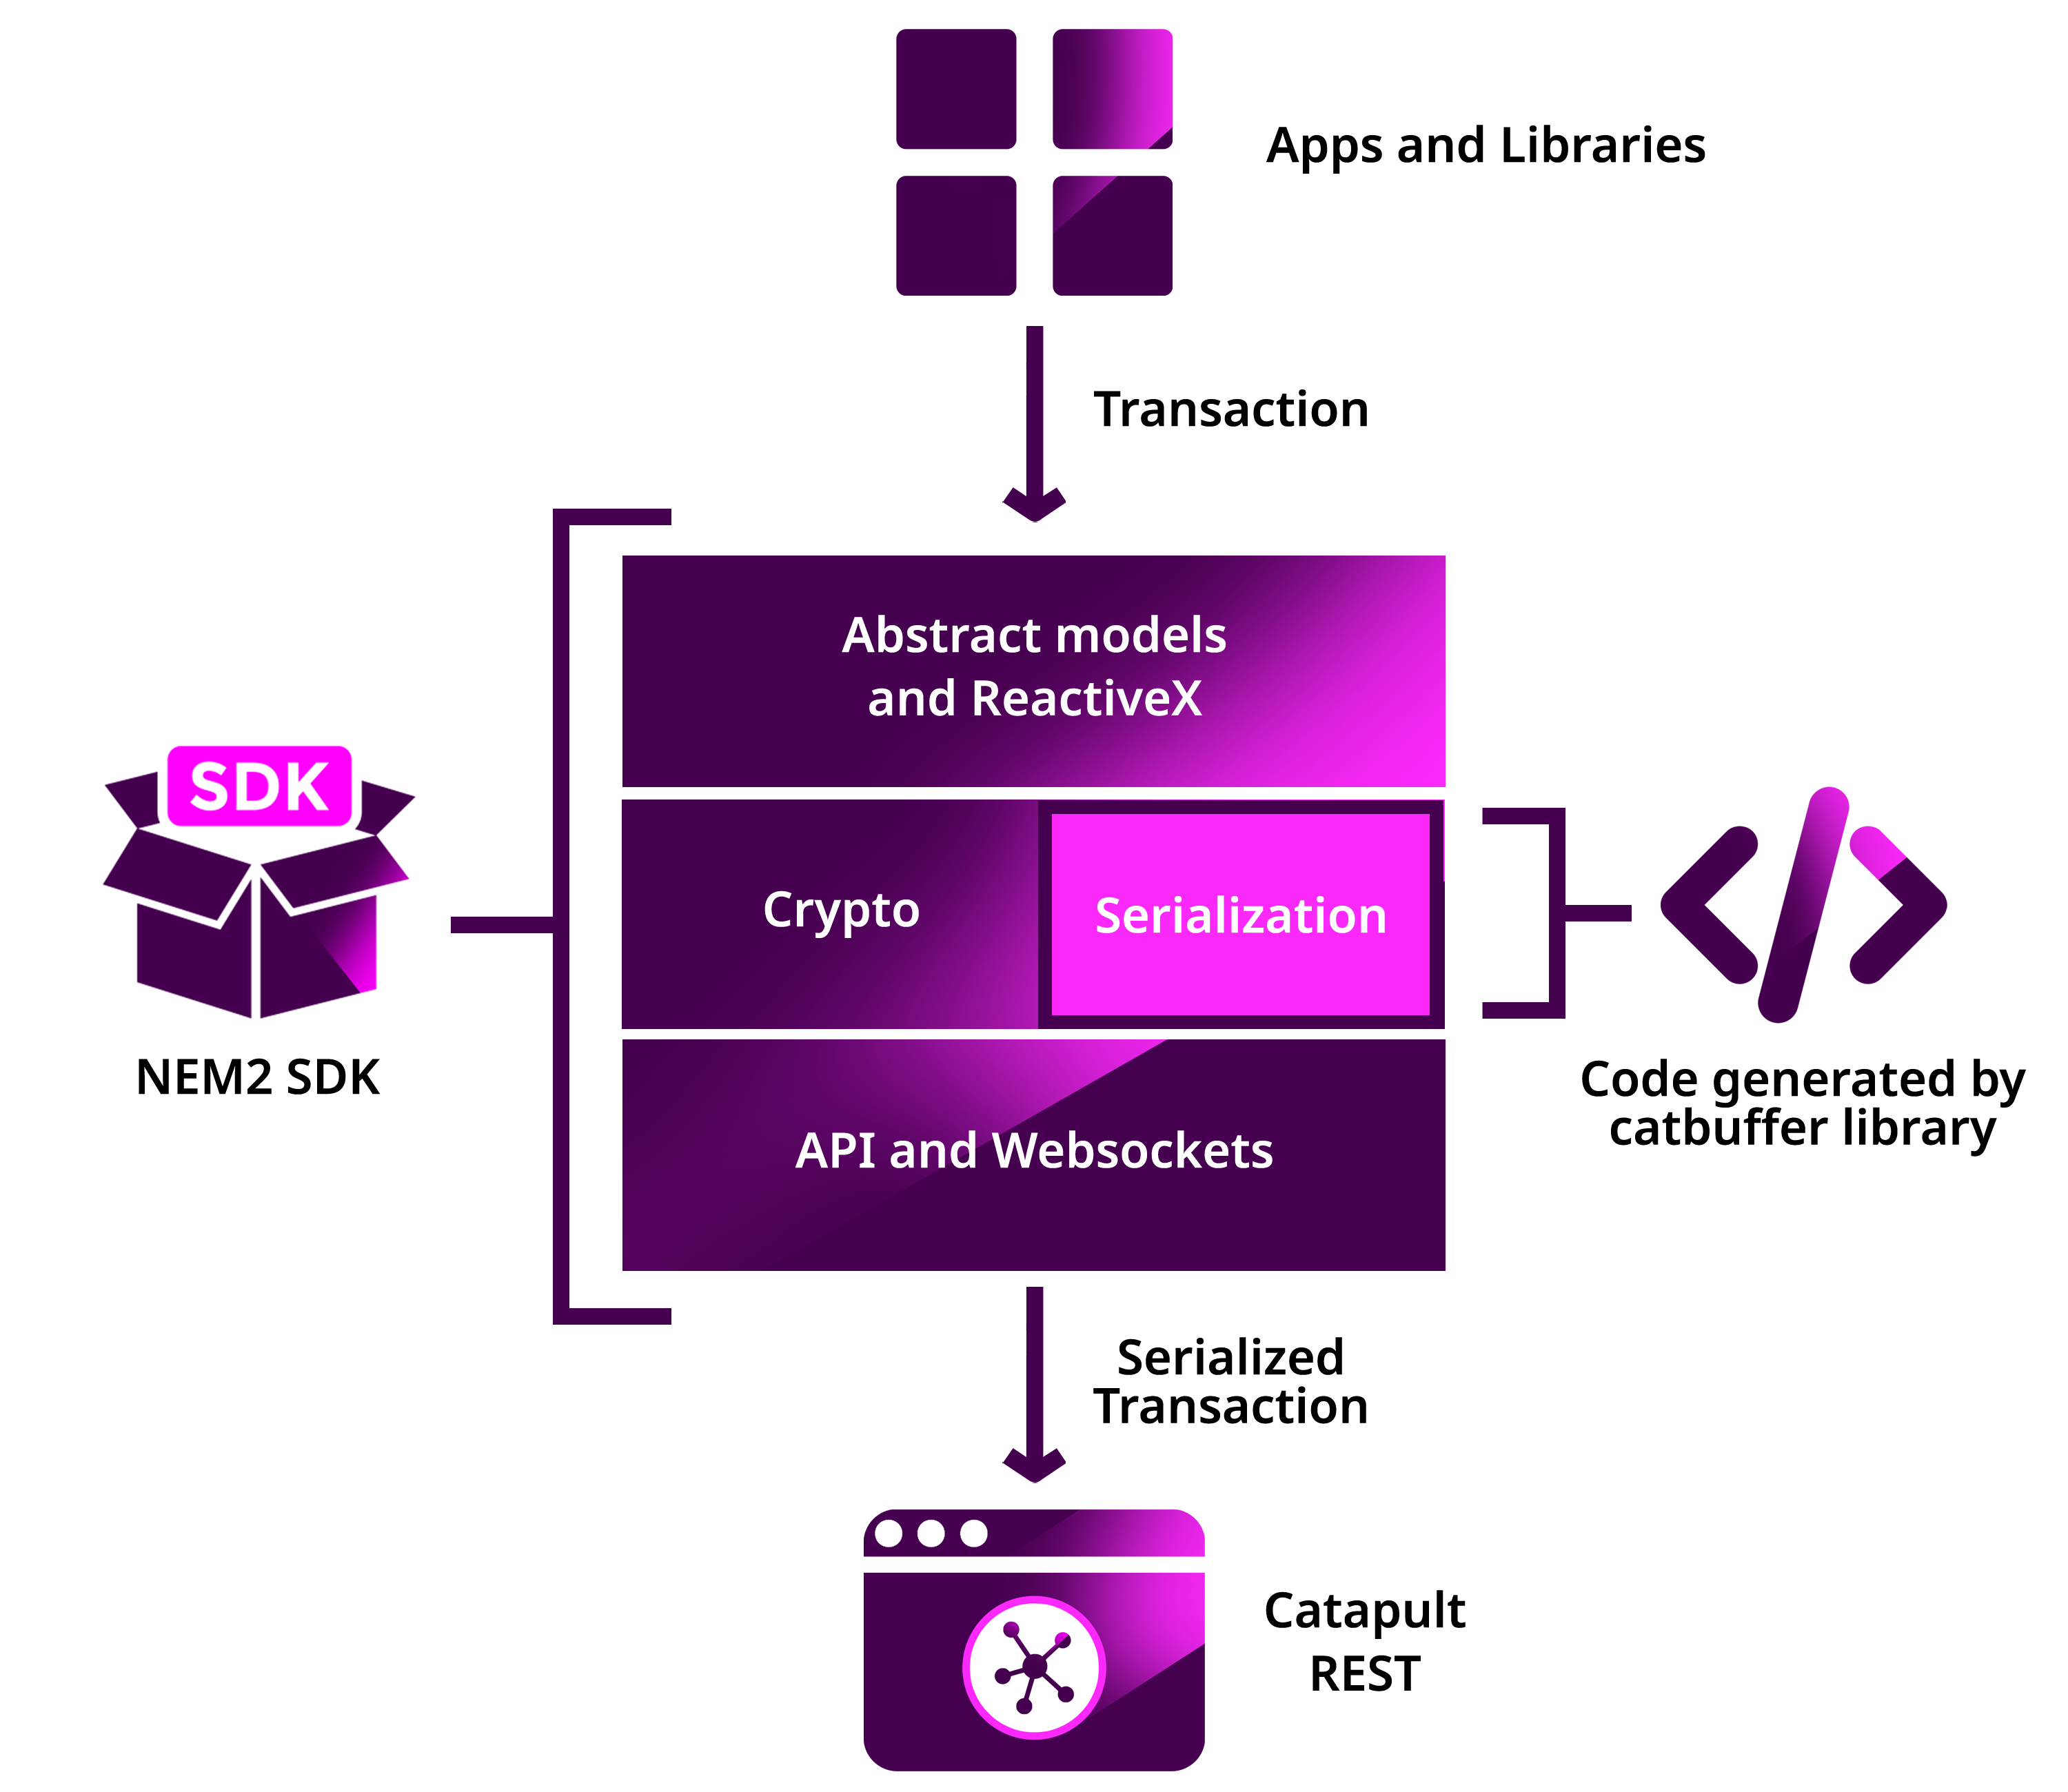 Apps and Libraries
Transaction
Abstract models
and ReactiveX
SDK
Crypto
Serialization
NEM2 SDK
Code generated by
catbuffer library
API and Websockets
Serialized
Transaction
Catapult
REST